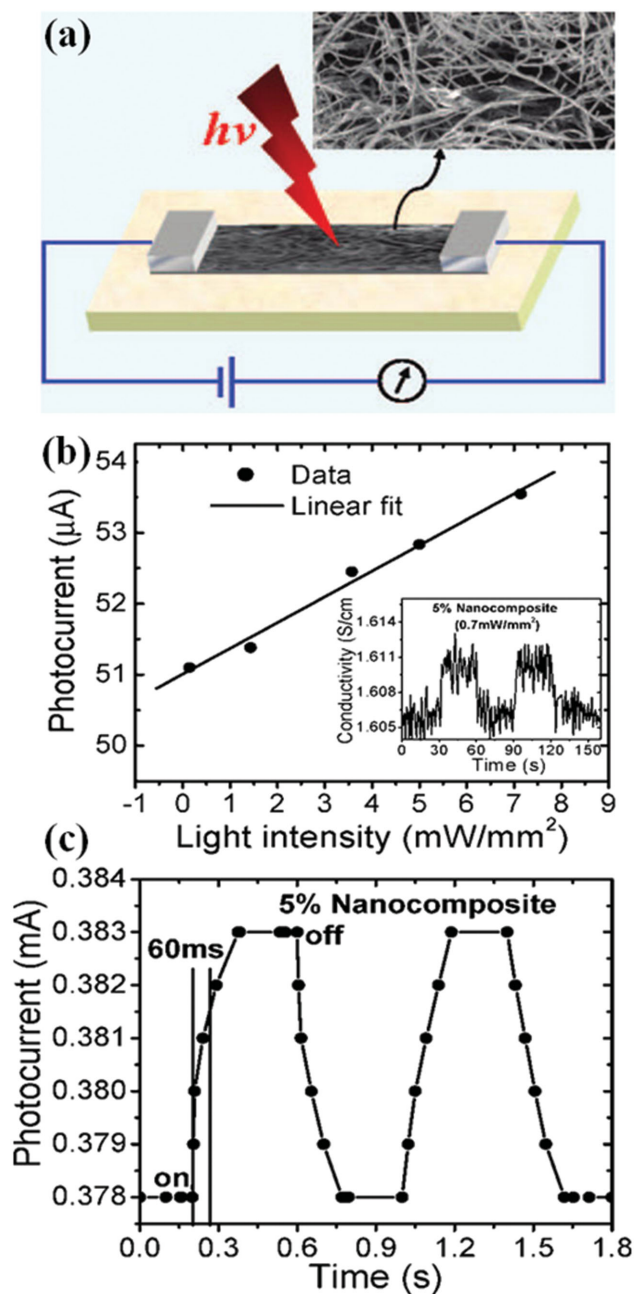 (a)
hν
(b)
54
53
52
51
50
Photocurrent (μA)
Data
Linear fit
5% Nanocomposite
(0.7mW/mm²)
Conductivity (S/cm)
1.614
1.611
1.608
1.605
0 30 60 90 120 150
Time (s)
-1 0 1 2 3 4 5 6 7 8 9
Light intensity (mW/mm²)
(c)
0.384
0.383
0.382
0.381
0.380
0.379
0.378
Photocurrent (mA)
5% Nanocomposite
60ms
off
on
0.0 0.3 0.6 0.9 1.2 1.5 1.8
Time (s)